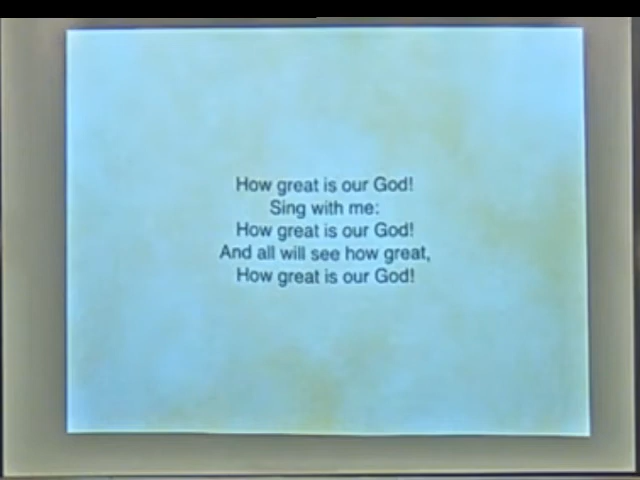 How great is our God!
Sing with me:
How great is our God!
And all will see how great,
How great is our God!